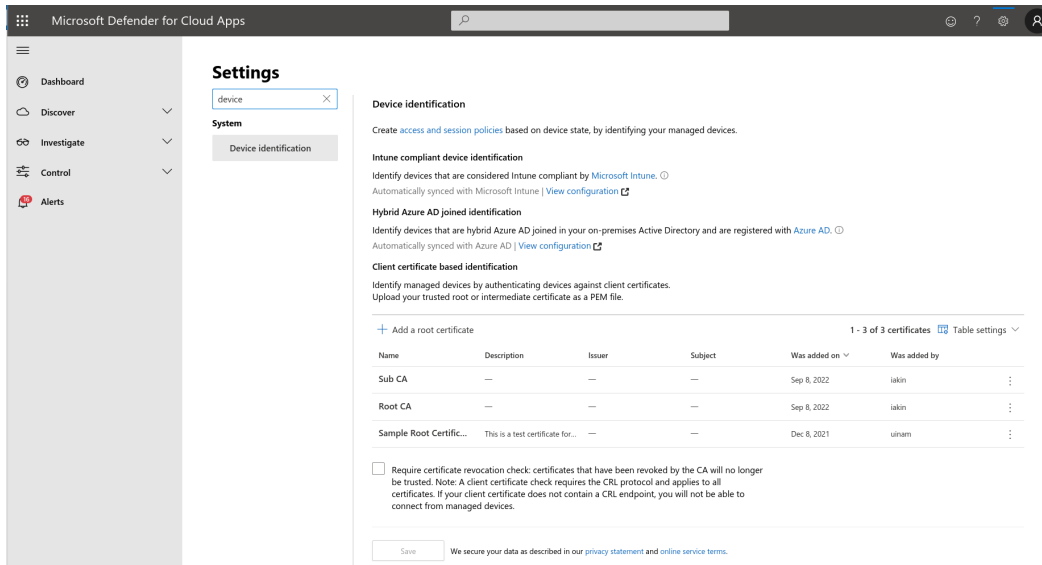 Microsoft Defender for Cloud Apps
Settings
Dashboard
Discover
Investigate
Control
16
Alerts
device
System
Device identification
Device identification
Create access and session policies based on device state, by identifying your managed devices.
Intune compliant device identification
Identify devices that are considered Intune compliant by Microsoft Intune.
Automatically synced with Microsoft Intune | View configuration
Hybrid Azure AD joined identification
Identify devices that are hybrid Azure AD joined in your on-premises Active Directory and are registered with Azure AD.
Automatically synced with Azure AD | View configuration
Client certificate based identification
Identify managed devices by authenticating devices against client certificates.
Upload your trusted root or intermediate certificate as a PEM file.
+ Add a root certificate 1 - 3 of 3 certificates Table settings
Name Description Issuer Subject Was added on Was added by
Sub CA — — — Sep 8, 2022 iakin
Root CA — — — Sep 8, 2022 iakin
Sample Root Certific... This is a test certificate for... — — Dec 8, 2021 uinam
Require certificate revocation check: certificates that have been revoked by the CA will no longer
be trusted. Note: A client certificate check requires the CRL protocol and applies to all
certificates. If your client certificate does not contain a CRL endpoint, you will not be able to
connect from managed devices.
Save We secure your data as described in our privacy statement and online service terms.